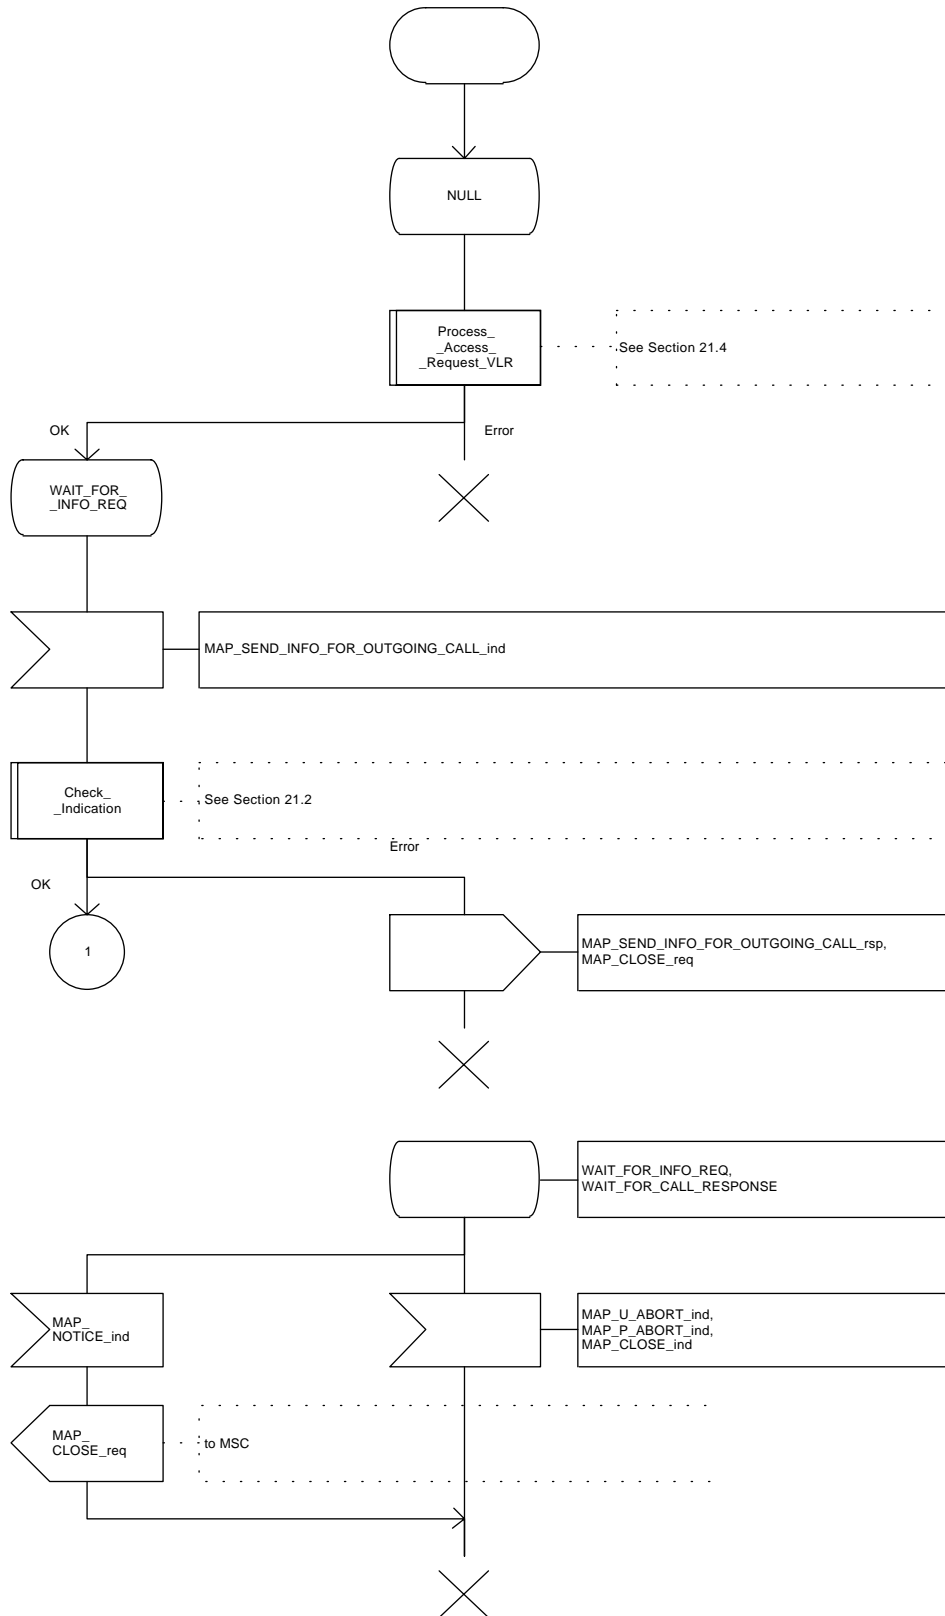 NULL
Process_
_Access_
_Request_VLR
See Section 21.4
OK
Error
WAIT_FOR_
_INFO_REQ
MAP_SEND_INFO_FOR_OUTGOING_CALL_ind
Check_
_Indication
See Section 21.2
Error
OK
1
MAP_SEND_INFO_FOR_OUTGOING_CALL_rsp,
MAP_CLOSE_req
WAIT_FOR_INFO_REQ,
WAIT_FOR_CALL_RESPONSE
MAP_
NOTICE_ind
MAP_U_ABORT_ind,
MAP_P_ABORT_ind,
MAP_CLOSE_ind
MAP_
CLOSE_req
to MSC